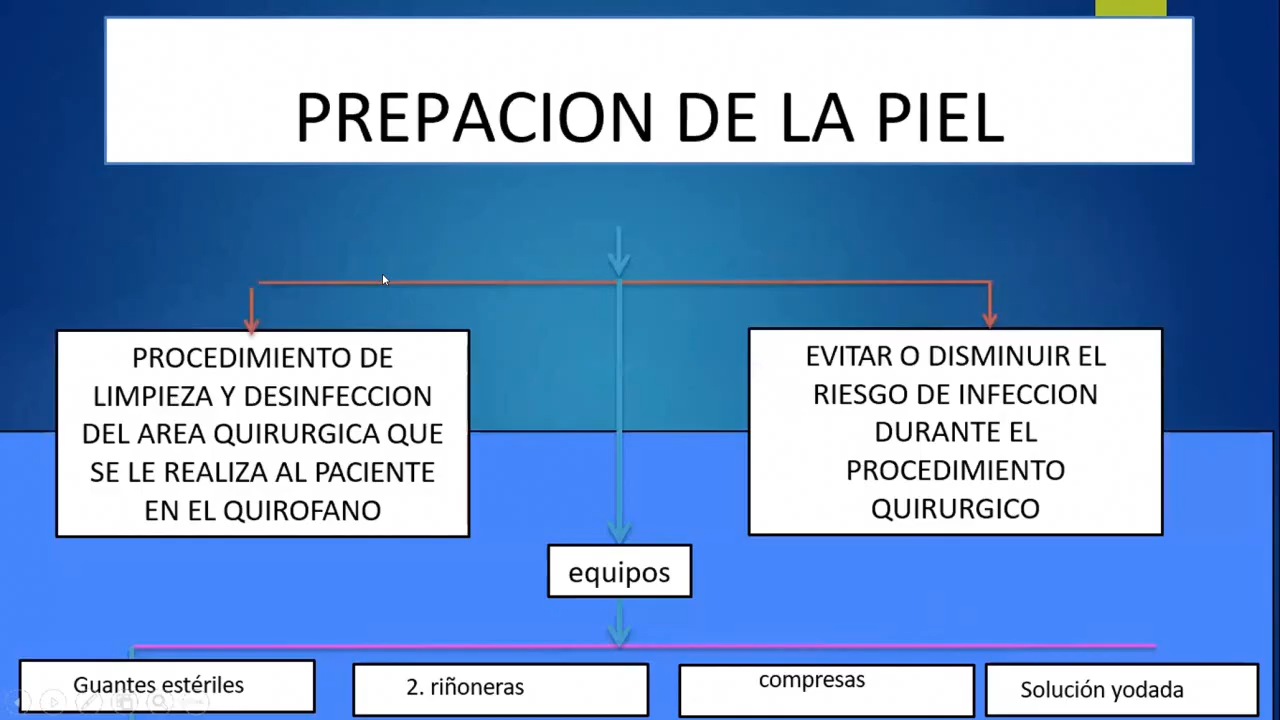 PREPACION DE LA PIEL
PROCEDIMIENTO DE
LIMPIEZA Y DESINFECCION
DEL AREA QUIRURGICA QUE
SE LE REALIZA AL PACIENTE
EN EL QUIROFANO
EVITAR O DISMINUIR EL
RIESGO DE INFECCION
DURANTE EL
PROCEDIMIENTO
QUIRURGICO
equipos
Guantes estériles
2. riñoneras
compresas
Solución yodada